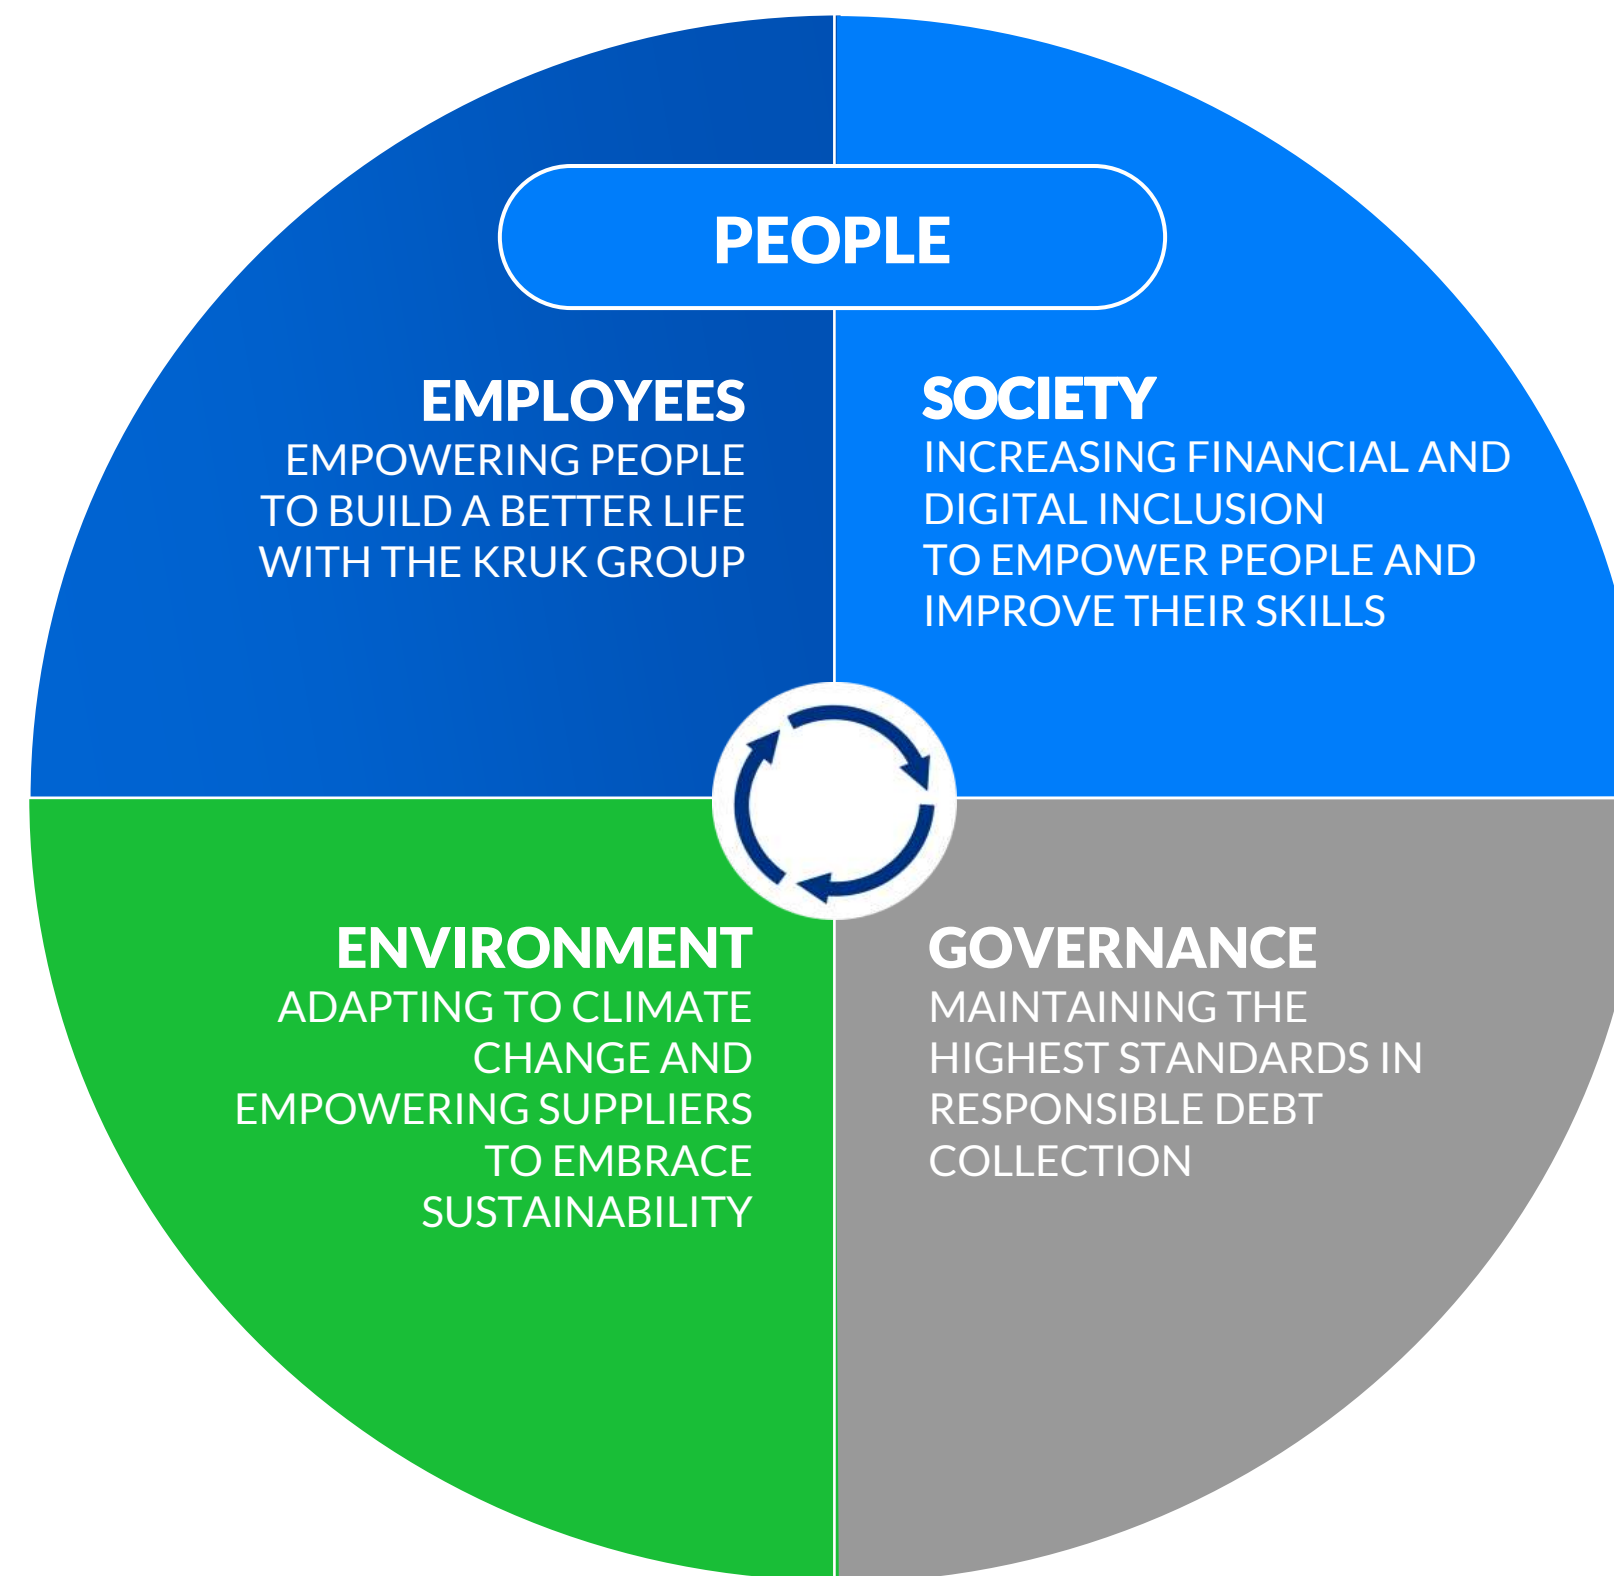 PEOPLE
EMPLOYEES
EMPOWERING PEOPLE
TO BUILD A BETTER LIFE
WITH THE KRUK GROUP
SOCIETY
INCREASING FINANCIAL AND
DIGITAL INCLUSION
TO EMPOWER PEOPLE AND
IMPROVE THEIR SKILLS
ENVIRONMENT
ADAPTING TO CLIMATE
CHANGE AND
EMPOWERING SUPPLIERS
TO EMBRACE
SUSTAINABILITY
GOVERNANCE
MAINTAINING THE
HIGHEST STANDARDS IN
RESPONSIBLE DEBT
COLLECTION